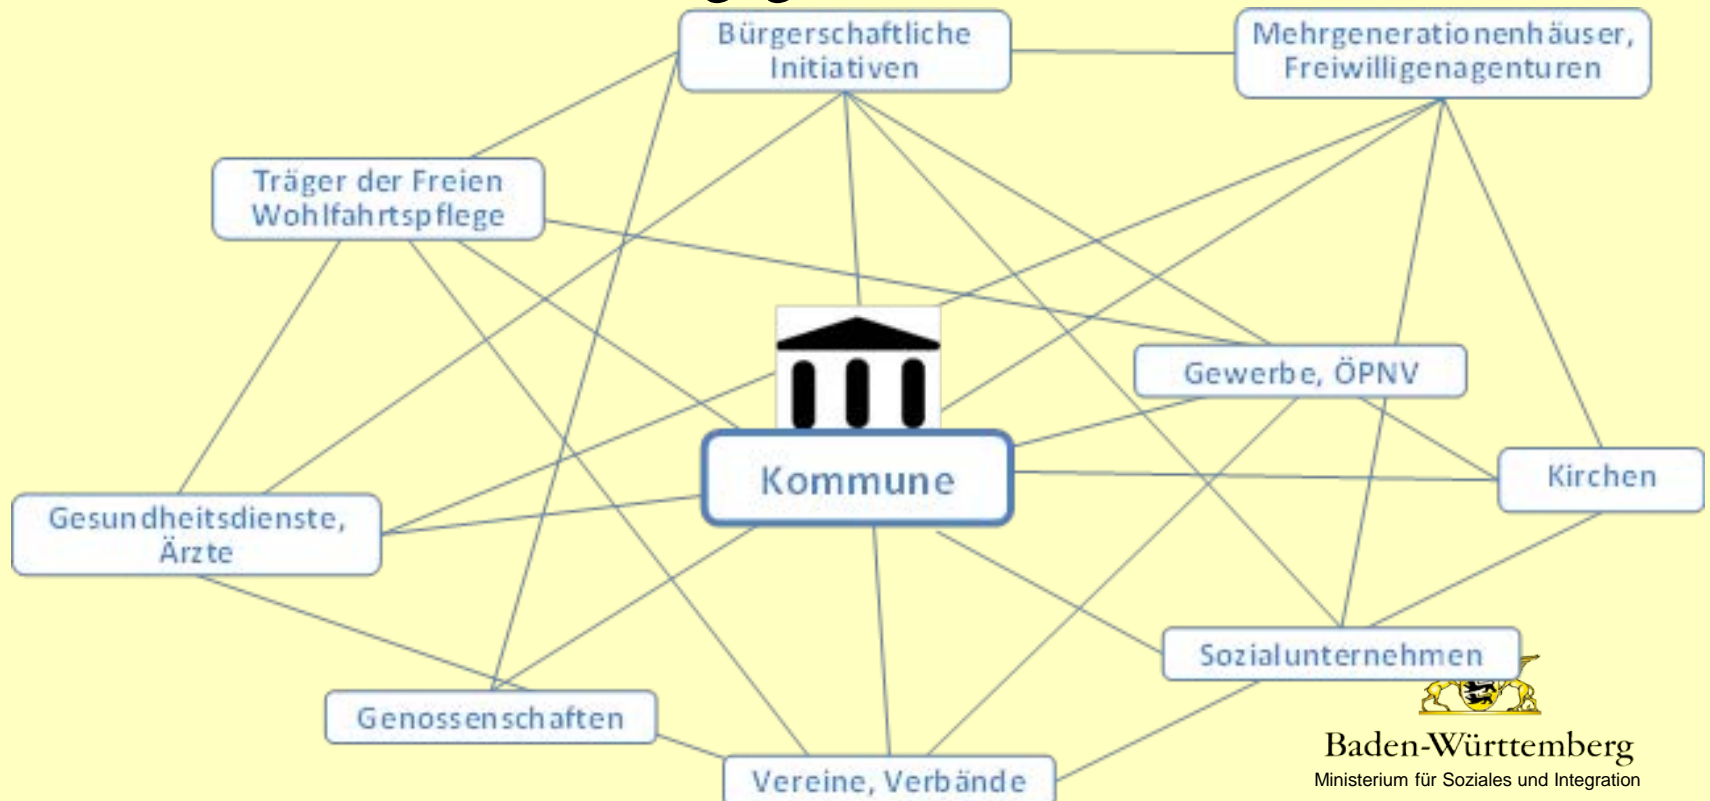 Bürgerschaftliche
Initiativen
Mehrgenerationenhäuser,
Freiwilligenagenturen
Träger der Freien
Wohlfahrtspflege
Gewerbe, ÖPNV
Kommune
Kirchen
Gesundheitsdienste,
Ärzte
Sozialunternehmen
Genossenschaften
Vereine, Verbände
Baden-Württemberg
Ministerium für Soziales und Integration